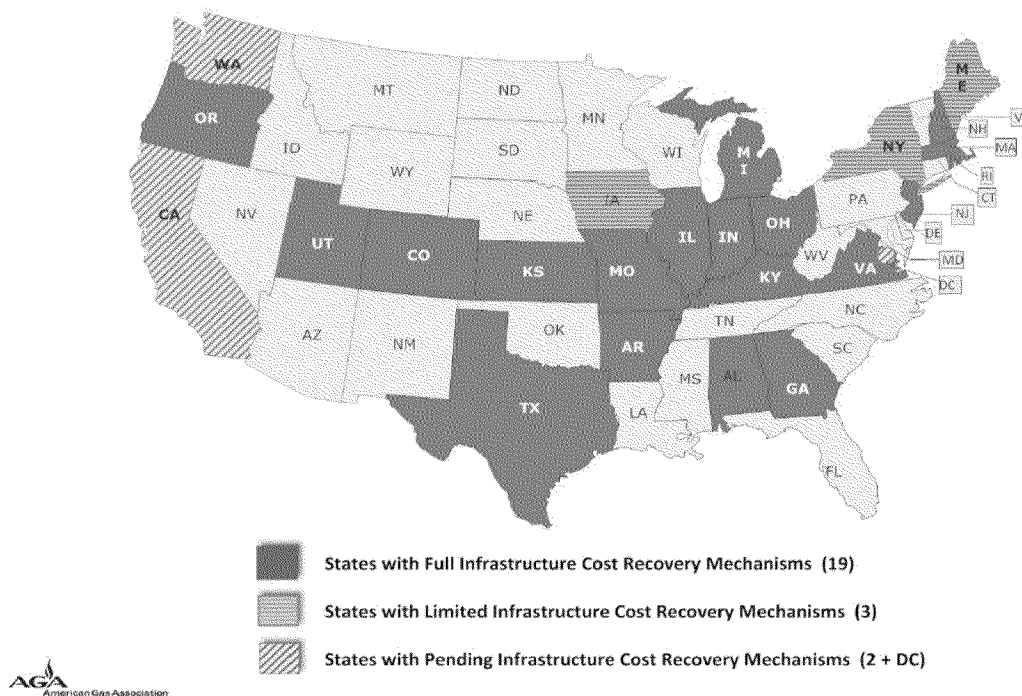 WA
MT
ND
MN
M
E
OR
ID
SD
WI
M
I
NY
NH
V
MA
WY
RI
CT
IA
PA
NJ
NV
NE
OH
DE
CA
UT
CO
KS
MO
IL
IN
WV
VA
MD
DC
KY
AZ
NM
OK
AR
TN
NC
SC
MS
AL
GA
TX
LA
FL
States with Full Infrastructure Cost Recovery Mechanisms (19)
States with Limited Infrastructure Cost Recovery Mechanisms (3)
States with Pending Infrastructure Cost Recovery Mechanisms (2 + DC)
AGA
American Gas Association